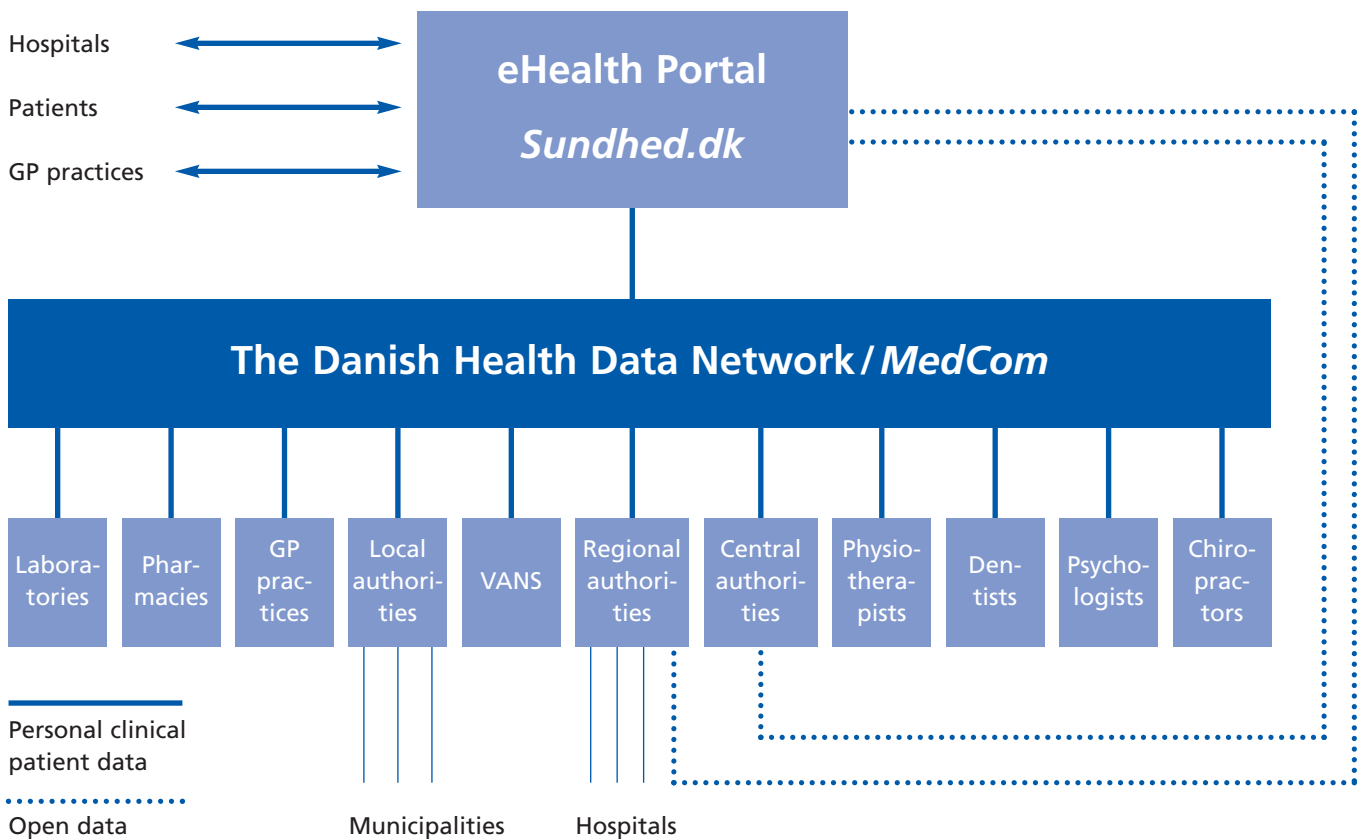 Hospitals
Patients
GP practices
eHealth Portal
Sundhed.dk
The Danish Health Data Network / MedCom
Labora-
tories
Phar-
macies
GP
prac-
tices
Local
authori-
ties
VANS
Regional
authori-
ties
Central
authori-
ties
Physio-
thera-
pists
Den-
tists
Psycho-
logists
Chiro-
prac-
tors
Personal clinical
patient data
Open data
Municipalities
Hospitals